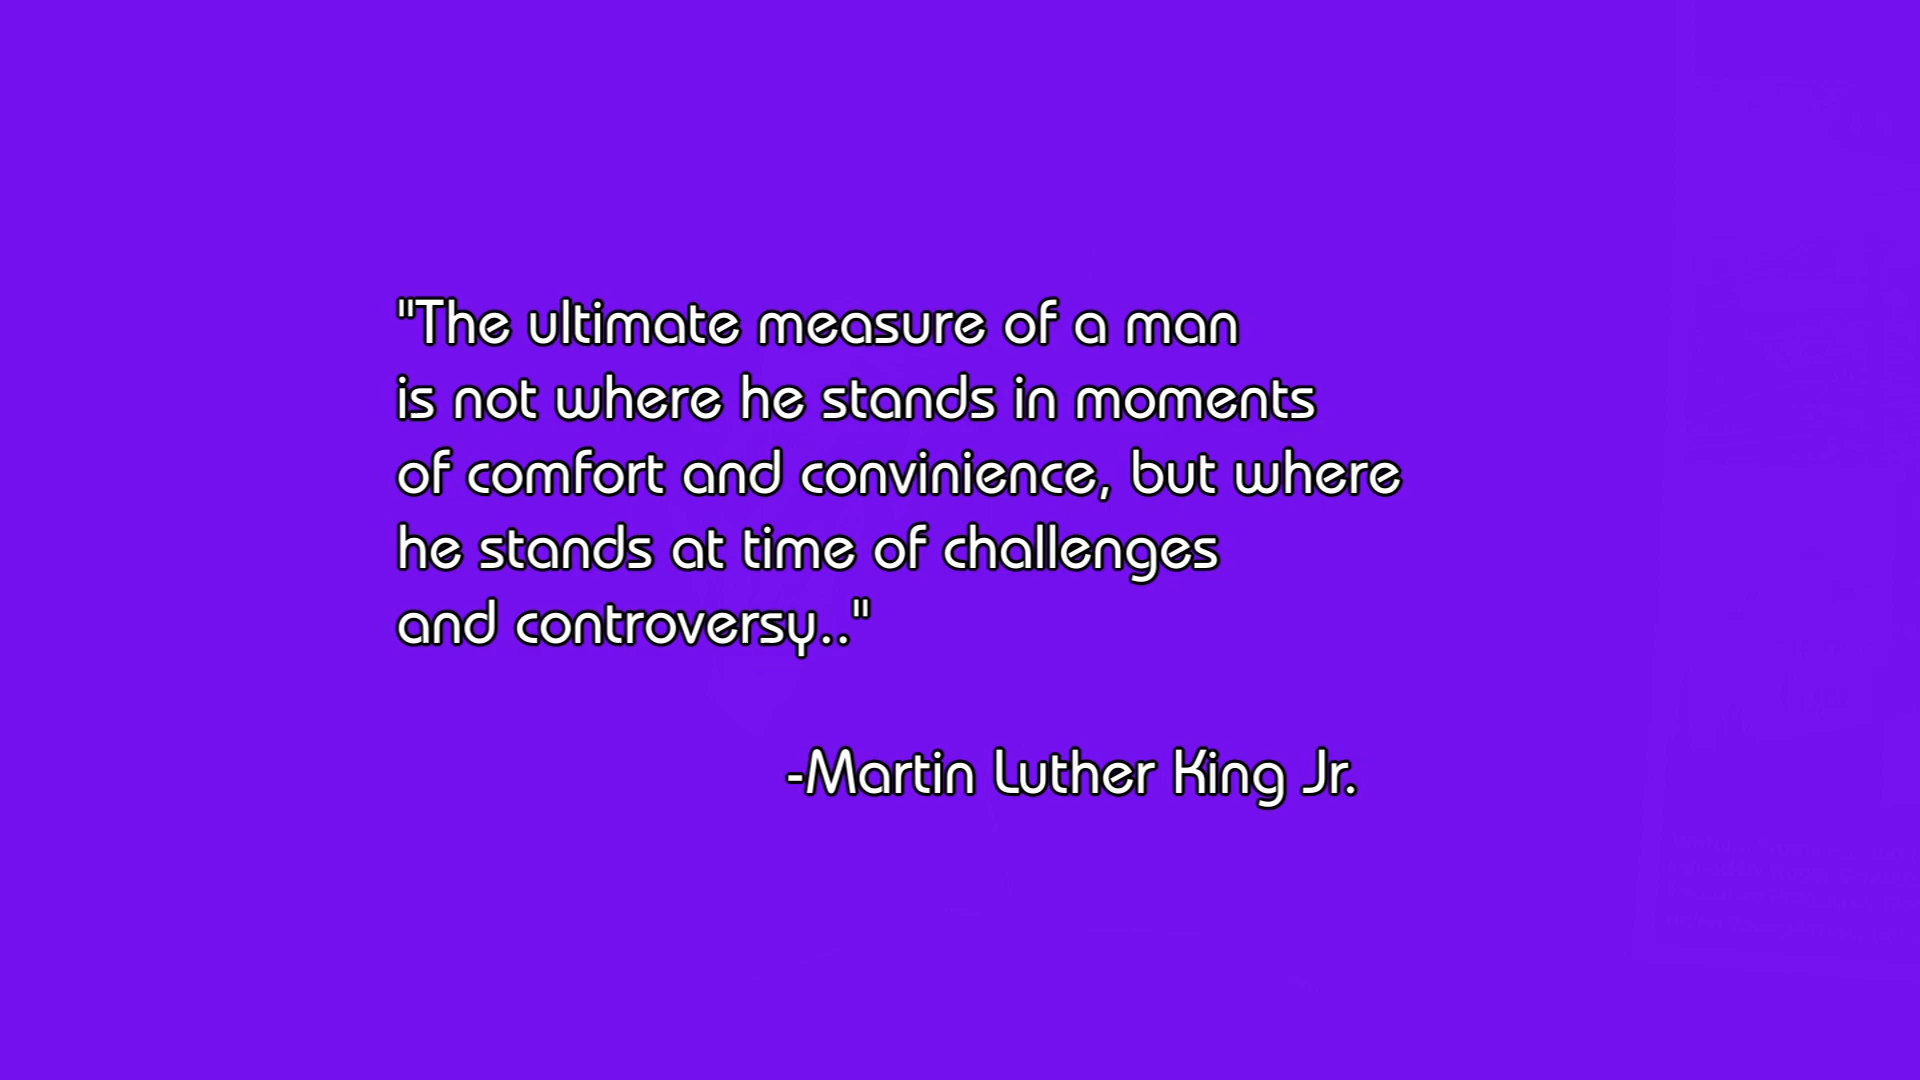 "The ultimate measure of a man
is not where he stands in moments
of comfort and convinience, but where
he stands at time of challenges
and controversy.."
-Martin Luther King Jr.